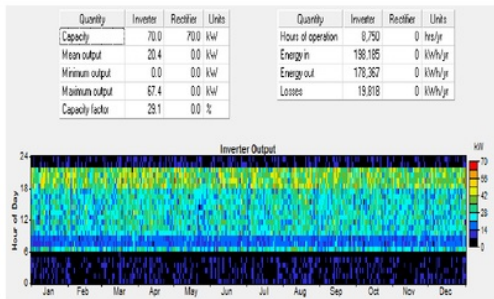 Quantity Inverter Rectifier Units
Capacity 70.0 70.0 kW
Mean output 20.4 0.0 kW
Minimum output 0.0 0.0 kW
Maximum output 67.4 0.0 kW
Capacity factor 29.1 0.0 %
Quantity Inverter Rectifier Units
Hours of operation 8,750 0 hrs/yr
Energy in 198,185 0 kWh/yr
Energy out 178,367 0 kWh/yr
Losses 19,818 0 kWh/yr
Inverter Output
kW
Hour of Day
24
18
12
6
0
Jan Feb Mar Apr May Jun Jul Aug Sep Oct Nov Dec
70
56
42
28
14
0